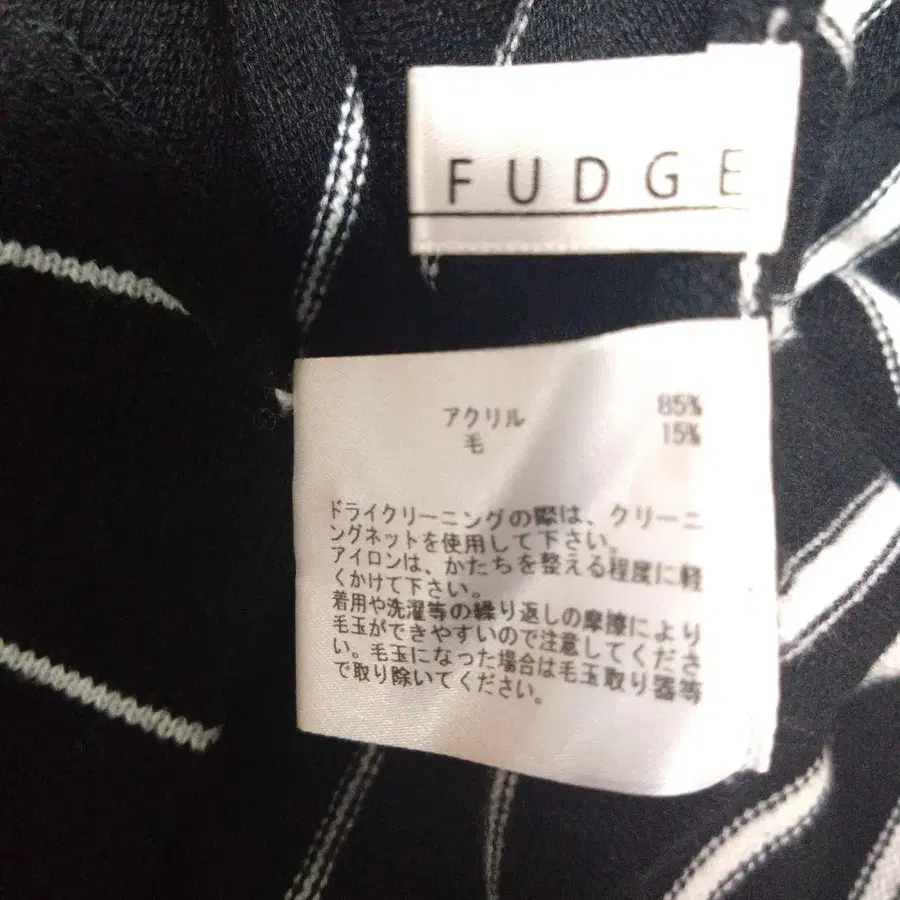 FUDGE
アクリル 85%
毛 15%
ドライクリーニングの際は、クリーニ
ングネットを使用して下さい。
アイロンは、かたちを整える程度に軽
くかけて下さい。
着用や洗濯等の繰り返しの摩擦により
毛玉ができやすいので注意してくださ
い。毛玉になった場合は毛玉取り器等
で取り除いてください。